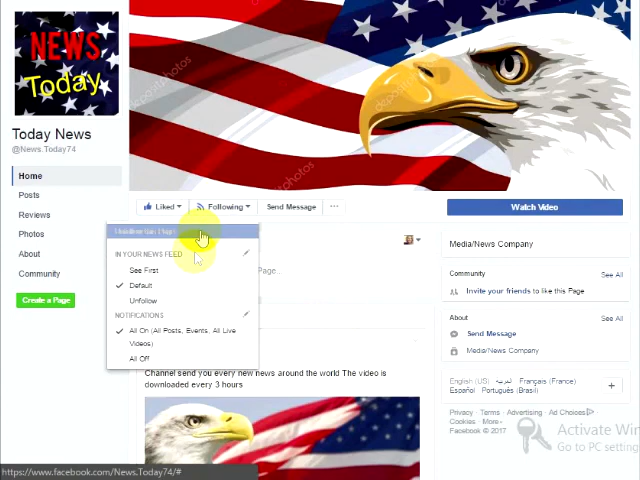 NEWS
Today
depositphotos
depositphotos
depositphotos
Today News
@News.Today74
Home
Posts
Reviews
Photos
About
Community
Create a Page
Liked
Following
Send Message
...
Watch Video
IN YOUR NEWS FEED
See First
Default
Unfollow
NOTIFICATIONS
All On (All Posts, Events, All Live
Videos)
All Off
Page..
Channel send you every new news around the world The video is
downloaded every 3 hours
Media/News Company
Community See All
Invite your friends to like this Page
About See All
Send Message
Media/News Company
English (US) · العربية · Français (France)
Español · Português (Brasil)
Privacy · Terms · Advertising · Ad Choices
Cookies · More
Facebook © 2017
Activate Win
Go to PC setting
https://www.facebook.com/News.Today74/#